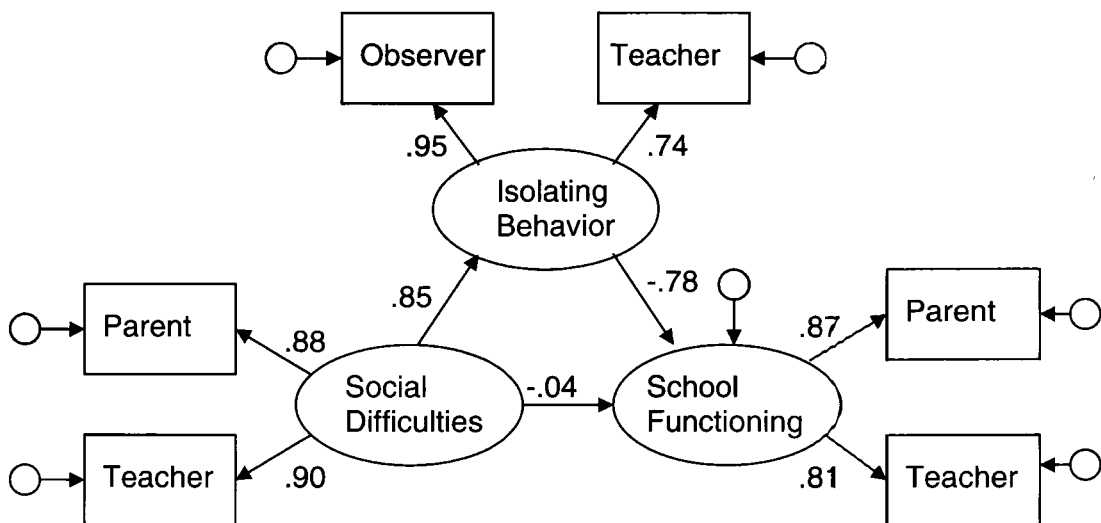 Observer
Teacher
.95
.74
Isolating
Behavior
.85
-.78
Parent
.88
Parent
.87
Social
Difficulties
-.04
School
Functioning
Teacher
.90
.81
Teacher